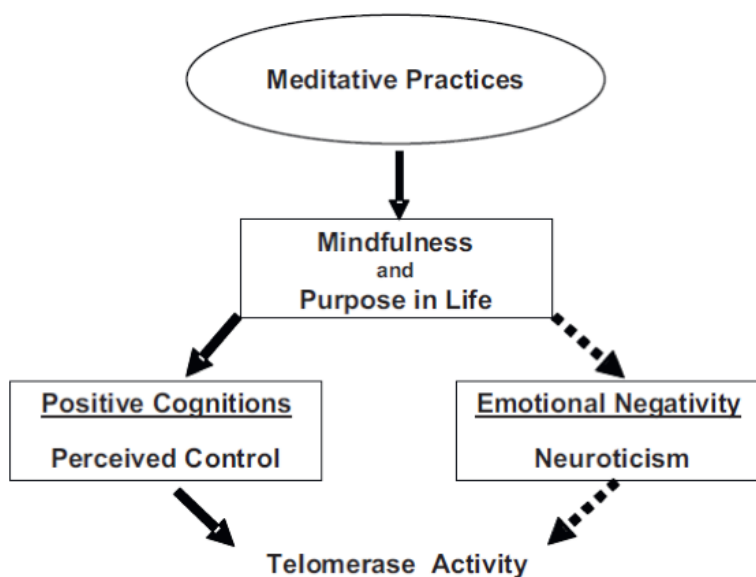 Meditative Practices
Mindfulness
and
Purpose in Life
Positive Cognitions
Perceived Control
Emotional Negativity
Neuroticism
Telomerase Activity